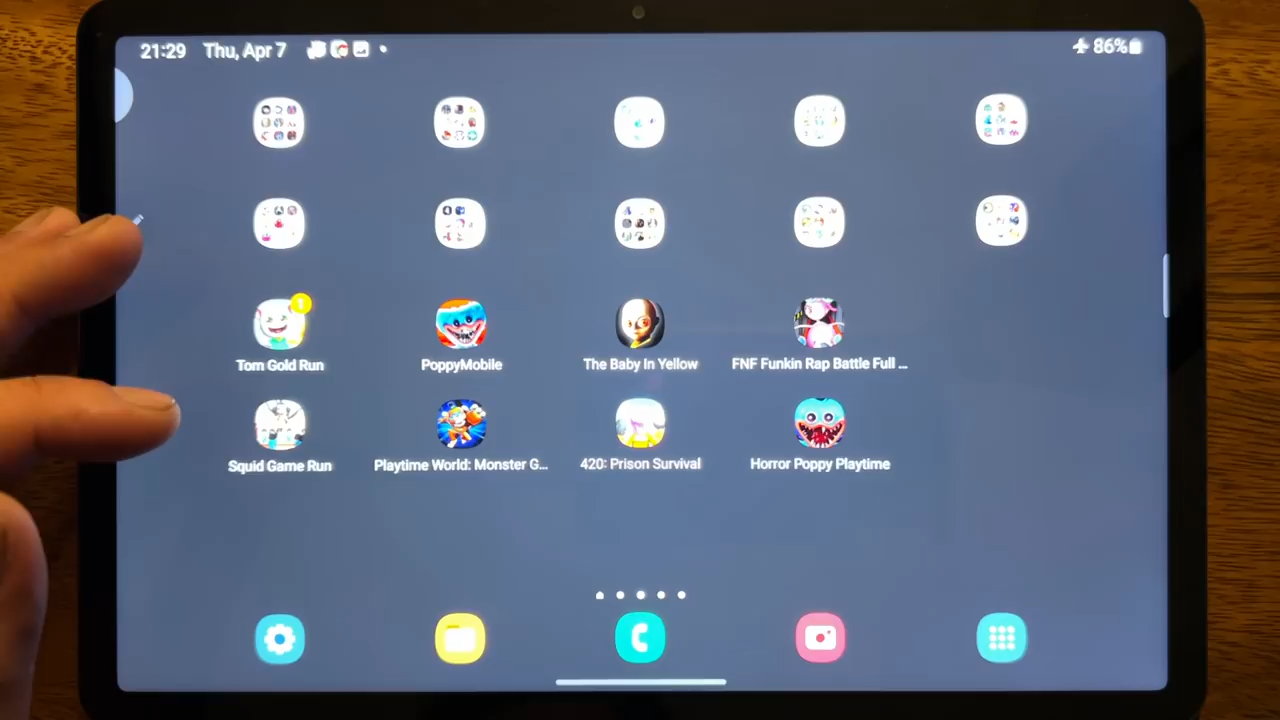 21:29 Thu, Apr 7
86%
Tom Gold Run
PoppyMobile
The Baby In Yellow
FNF Funkin Rap Battle Full ...
Squid Game Run
Playtime World: Monster G...
420: Prison Survival
Horror Poppy Playtime